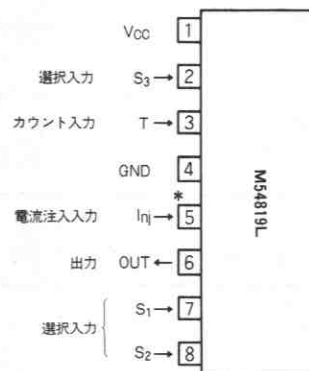 VCC 1
選択入力 S3→ 2
カウント入力 T→ 3
GND 4
*
電流注入入力 Inj→ 5
出力 OUT← 6
S1→ 7
選択入力
S2→ 8
M54819L